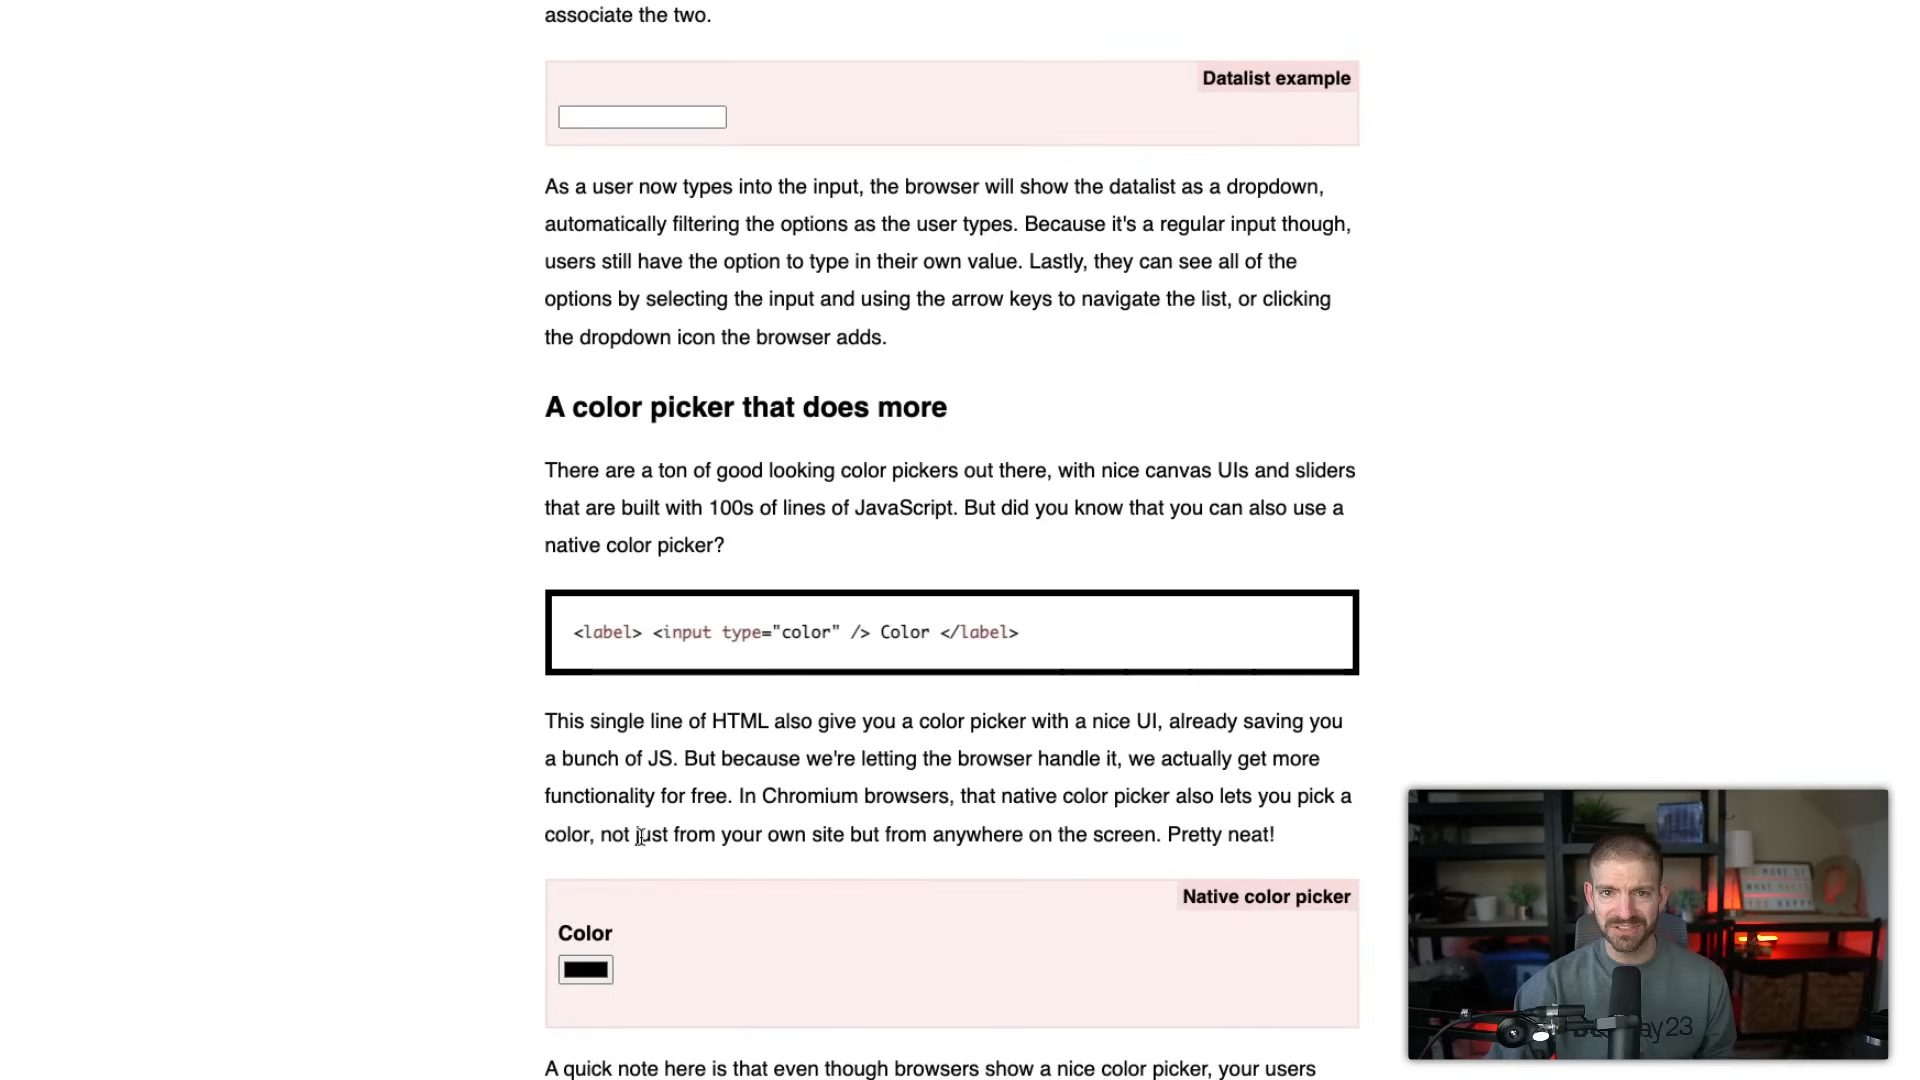 associate the two.
Datalist example
As a user now types into the input, the browser will show the datalist as a dropdown,
automatically filtering the options as the user types. Because it's a regular input though,
users still have the option to type in their own value. Lastly, they can see all of the
options by selecting the input and using the arrow keys to navigate the list, or clicking
the dropdown icon the browser adds.
A color picker that does more
There are a ton of good looking color pickers out there, with nice canvas UIs and sliders
that are built with 100s of lines of JavaScript. But did you know that you can also use a
native color picker?
<label> <input type="color" /> Color </label>
This single line of HTML also give you a color picker with a nice UI, already saving you
a bunch of JS. But because we're letting the browser handle it, we actually get more
functionality for free. In Chromium browsers, that native color picker also lets you pick a
color, not just from your own site but from anywhere on the screen. Pretty neat!
Native color picker
Color
A quick note here is that even though browsers show a nice color picker, your users